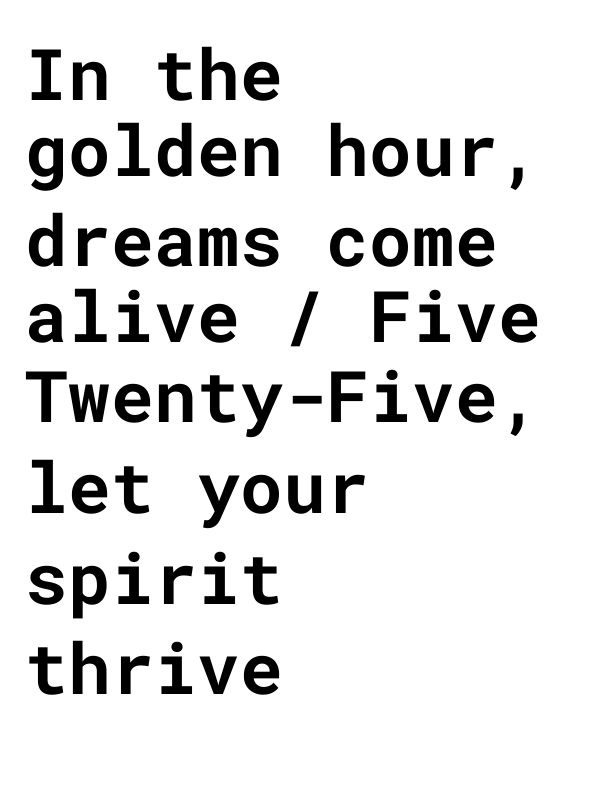 In the
golden hour,
dreams come
alive / Five
Twenty-Five,
let your
spirit
thrive